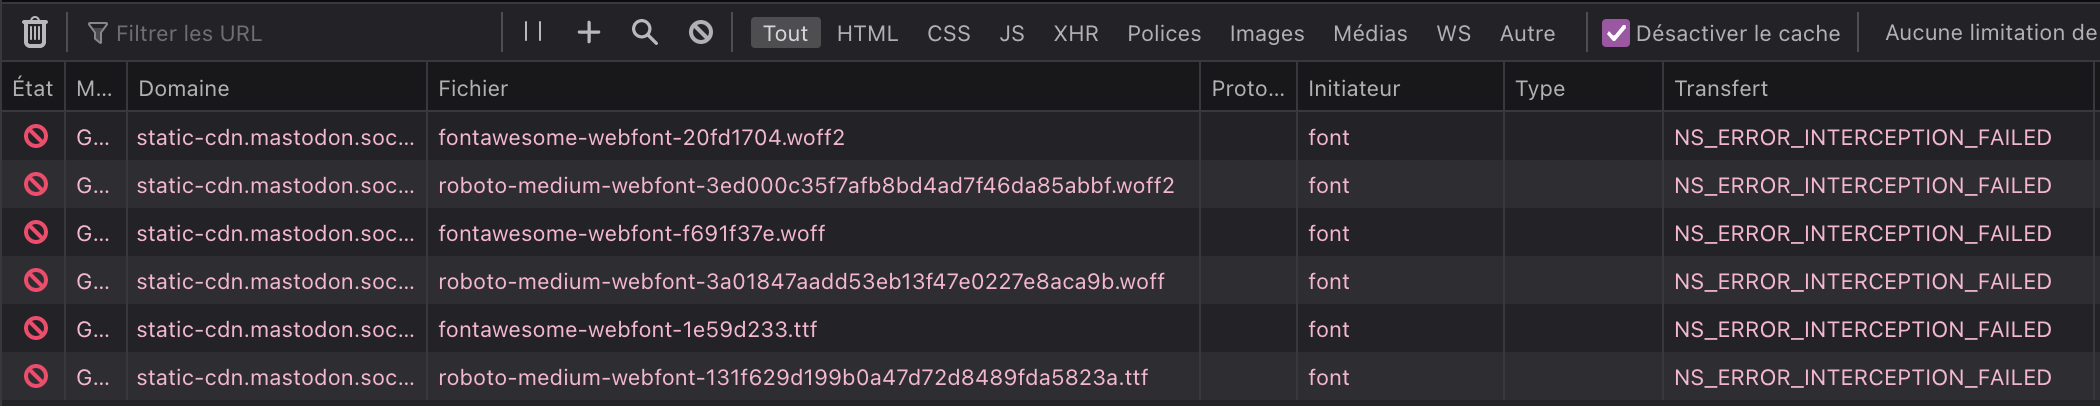 Filtrer les URL Tout HTML CSS JS XHR Polices Images Médias WS Autre Désactiver le cache Aucune limitation de
État M... Domaine Fichier Proto... Initiateur Type Transfert
G... static-cdn.mastodon.soc... fontawesome-webfont-20fd1704.woff2 font NS_ERROR_INTERCEPTION_FAILED
G... static-cdn.mastodon.soc... roboto-medium-webfont-3ed000c35f7afb8bd4ad7f46da85abbf.woff2 font NS_ERROR_INTERCEPTION_FAILED
G... static-cdn.mastodon.soc... fontawesome-webfont-f691f37e.woff font NS_ERROR_INTERCEPTION_FAILED
G... static-cdn.mastodon.soc... roboto-medium-webfont-3a01847aadd53eb13f47e0227e8aca9b.woff font NS_ERROR_INTERCEPTION_FAILED
G... static-cdn.mastodon.soc... fontawesome-webfont-1e59d233.ttf font NS_ERROR_INTERCEPTION_FAILED
G... static-cdn.mastodon.soc... roboto-medium-webfont-131f629d199b0a47d72d8489fda5823a.ttf font NS_ERROR_INTERCEPTION_FAILED